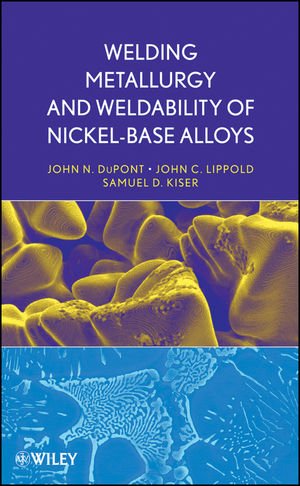 WELDING
METALLURGY
AND WELDABILITY OF
NICKEL-BASE ALLOYS
JOHN N. DuPONT • JOHN C. LIPPOLD
SAMUEL D. KISER
WILEY